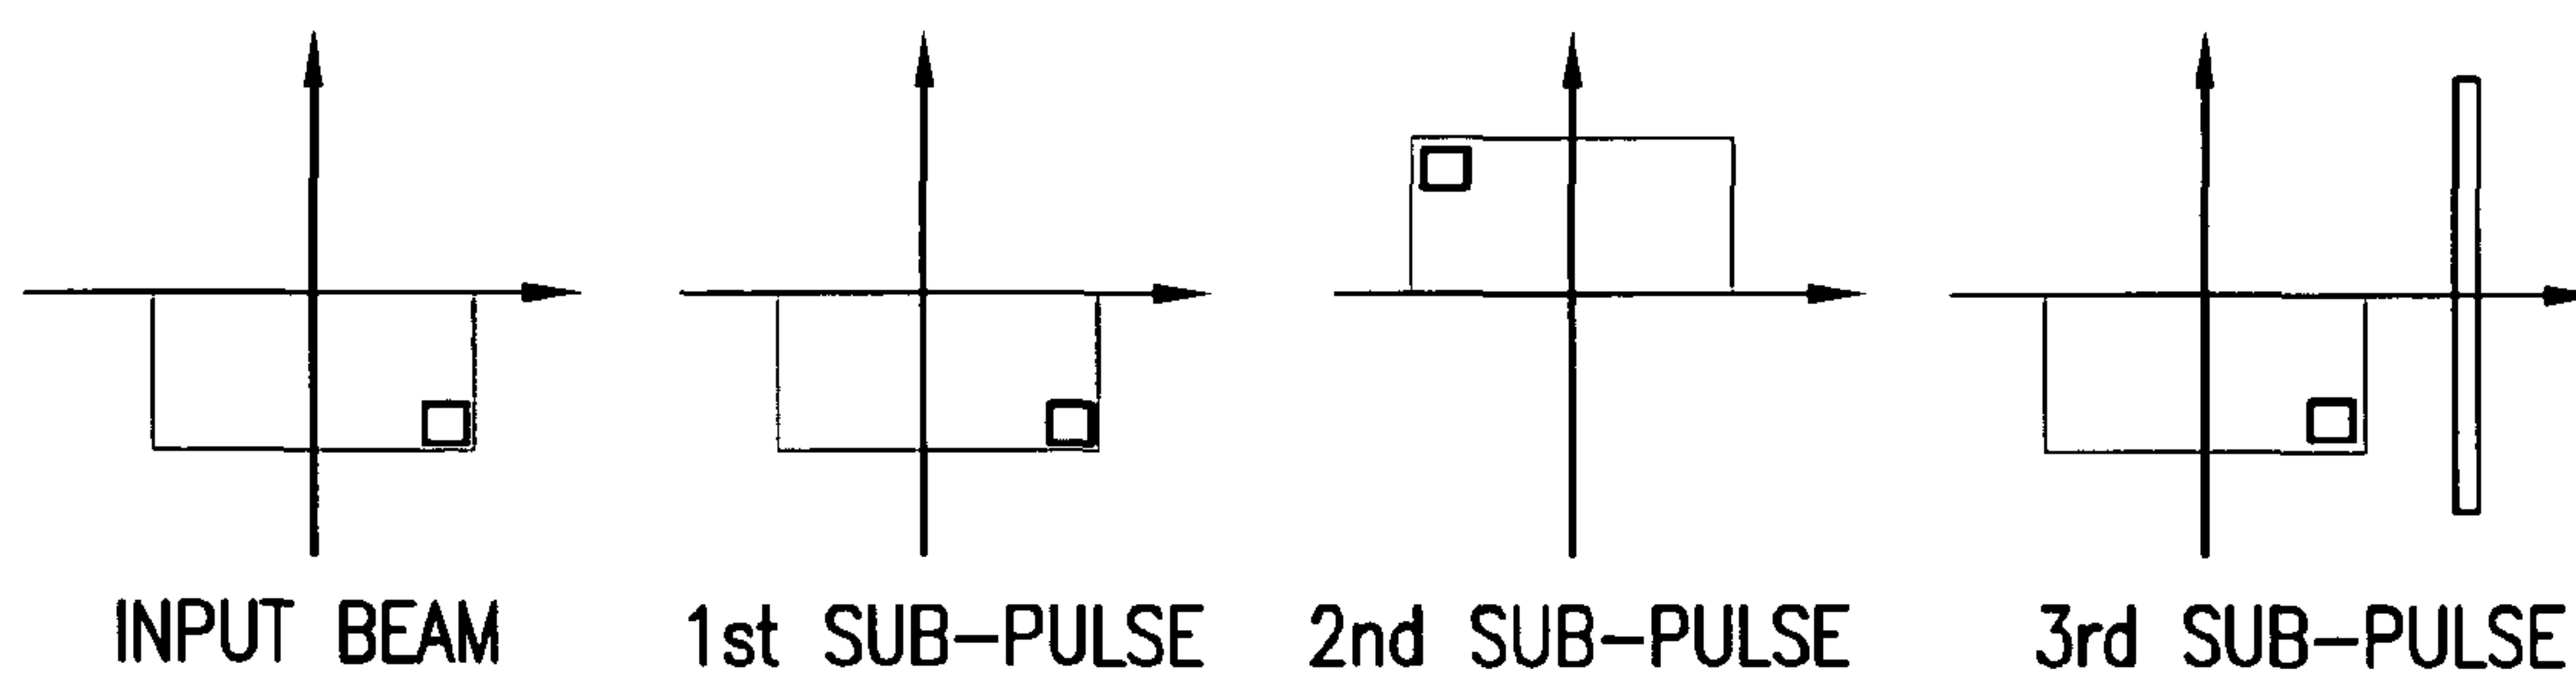 INPUT BEAM
1st SUB-PULSE
2nd SUB-PULSE
3rd SUB-PULSE